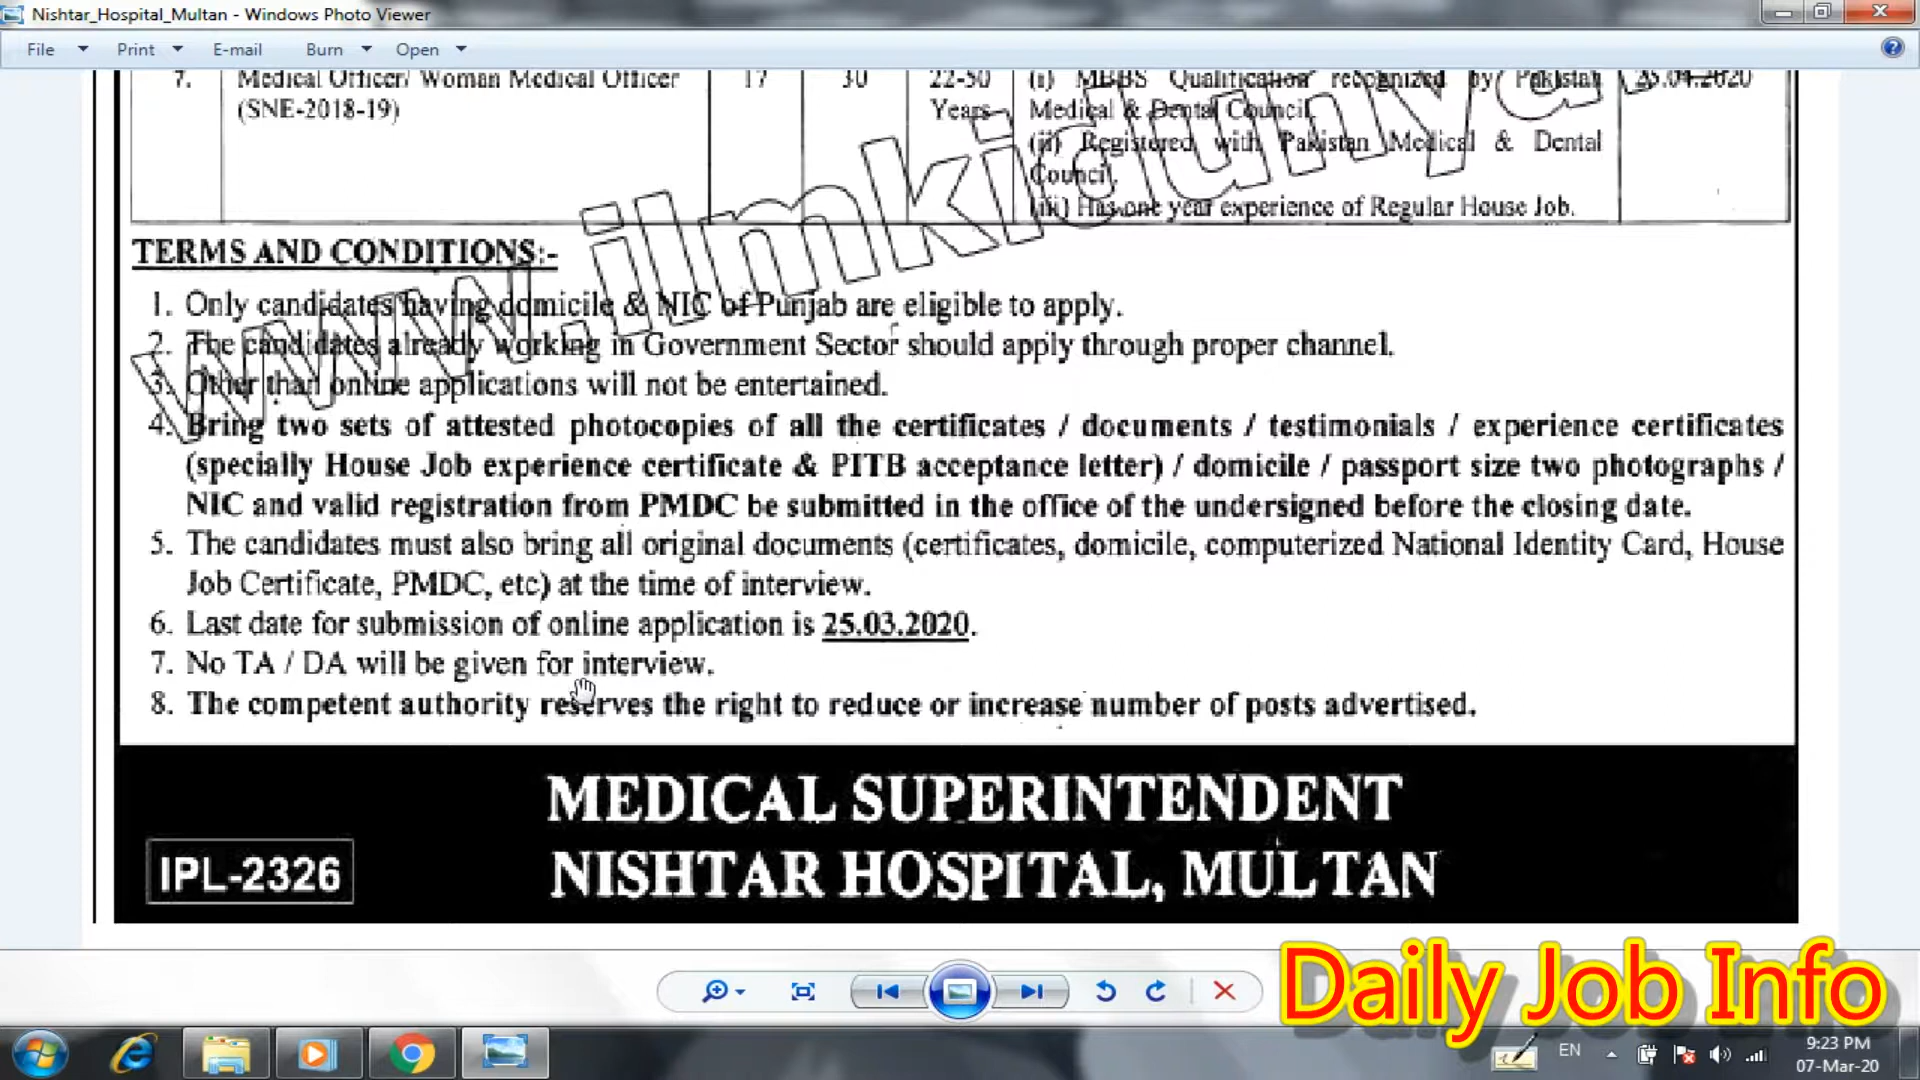 Nishtar_Hospital_Multan - Windows Photo Viewer
File Print E-mail Burn Open
7. Medical Officer/ Woman Medical Officer 17 30 22-50 (i) MBBS Qualification recognized by Pakistan 25.04.2020
(SNE-2018-19) Years Medical & Dental Council.
(ii) Registered with Pakistan Medical & Dental
Council.
(iii) Has one year experience of Regular House Job.
www.ilmkidunya.
TERMS AND CONDITIONS:-
1. Only candidates having domicile & NIC of Punjab are eligible to apply.
2. The candidates already working in Government Sector should apply through proper channel.
3. Other than online applications will not be entertained.
4. Bring two sets of attested photocopies of all the certificates / documents / testimonials / experience certificates
(specially House Job experience certificate & PITB acceptance letter) / domicile / passport size two photographs /
NIC and valid registration from PMDC be submitted in the office of the undersigned before the closing date.
5. The candidates must also bring all original documents (certificates, domicile, computerized National Identity Card, House
Job Certificate, PMDC, etc) at the time of interview.
6. Last date for submission of online application is 25.03.2020.
7. No TA / DA will be given for interview.
8. The competent authority reserves the right to reduce or increase number of posts advertised.
MEDICAL SUPERINTENDENT
IPL-2326 NISHTAR HOSPITAL, MULTAN
Daily Job Info
EN 9:23 PM
07-Mar-20